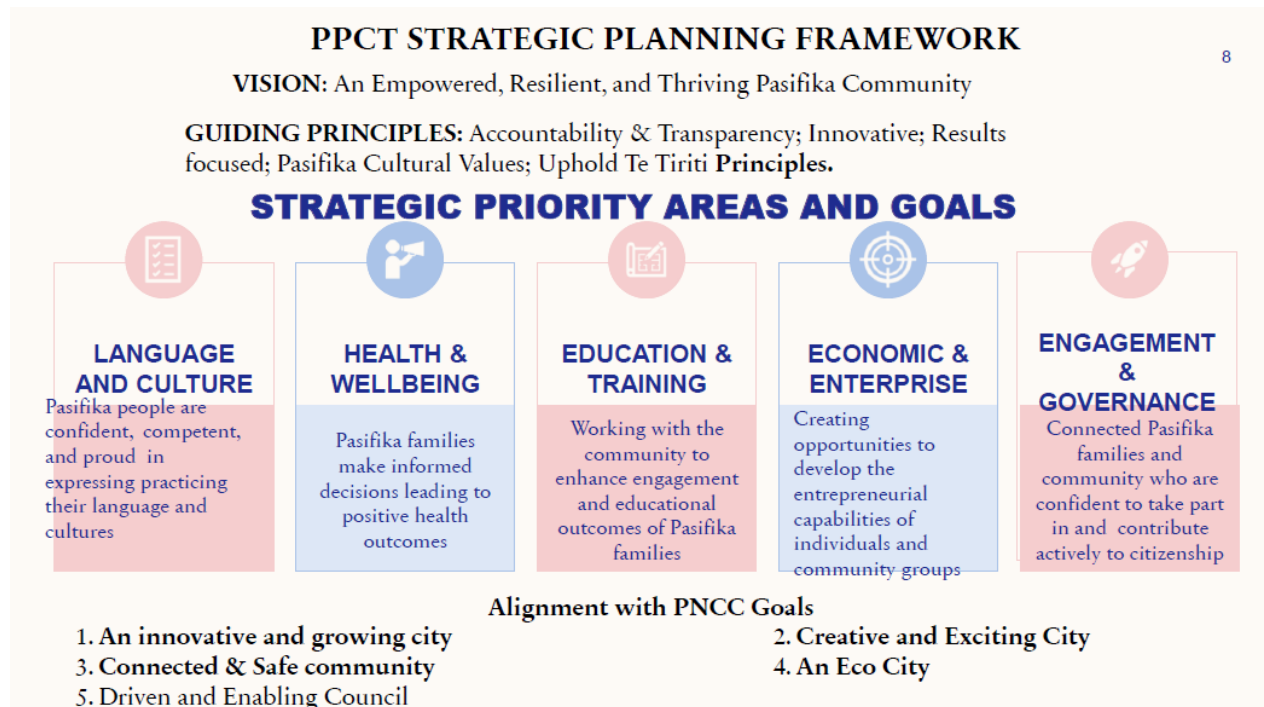 PPCT STRATEGIC PLANNING FRAMEWORK
8
VISION: An Empowered, Resilient, and Thriving Pasifika Community
GUIDING PRINCIPLES: Accountability & Transparency; Innovative; Results
focused; Pasifika Cultural Values; Uphold Te Tiriti Principles.
STRATEGIC PRIORITY AREAS AND GOALS
LANGUAGE
AND CULTURE
Pasifika people are
confident, competent,
and proud in
expressing practicing
their language and
cultures
HEALTH &
WELLBEING
Pasifika families
make informed
decisions leading to
positive health
outcomes
EDUCATION &
TRAINING
Working with the
community to
enhance engagement
and educational
outcomes of Pasifika
families
ECONOMIC &
ENTERPRISE
Creating
opportunities to
develop the
entrepreneurial
capabilities of
individuals and
community groups
ENGAGEMENT
&
GOVERNANCE
Connected Pasifika
families and
community who are
confident to take part
in and contribute
actively to citizenship
Alignment with PNCC Goals
1. An innovative and growing city
2. Creative and Exciting City
3. Connected & Safe community
4. An Eco City
5. Driven and Enabling Council